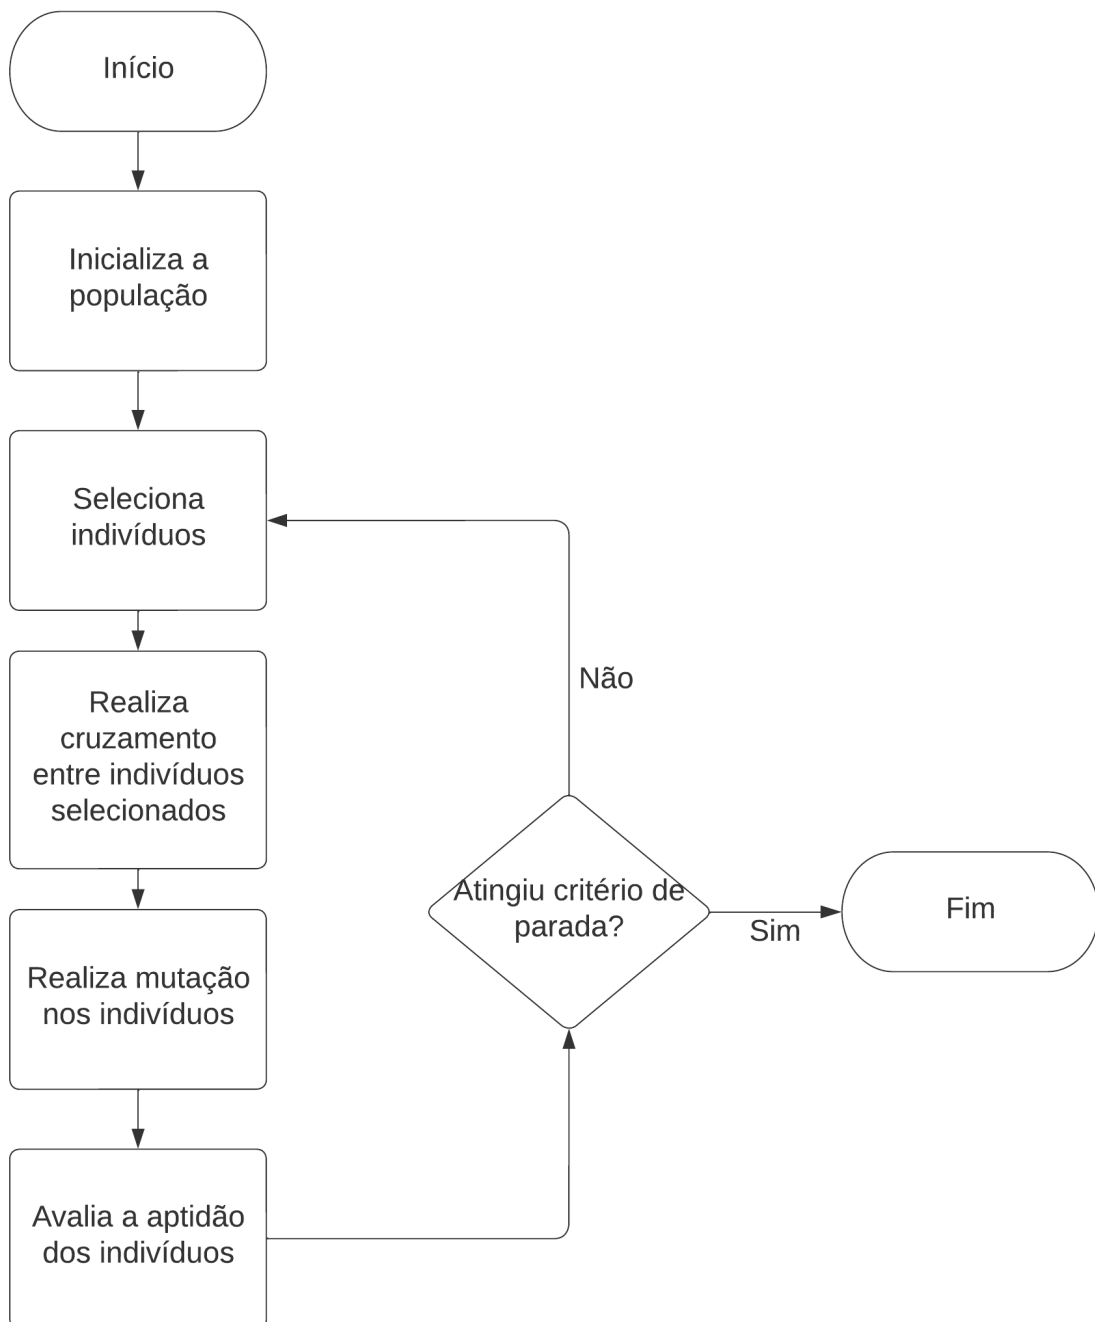 Início
Inicializa a
população
Seleciona
indivíduos
Realiza
cruzamento
entre indivíduos
selecionados
Realiza mutação
nos indivíduos
Avalia a aptidão
dos indivíduos
Atingiu critério de
parada?
Não
Sim
Fim